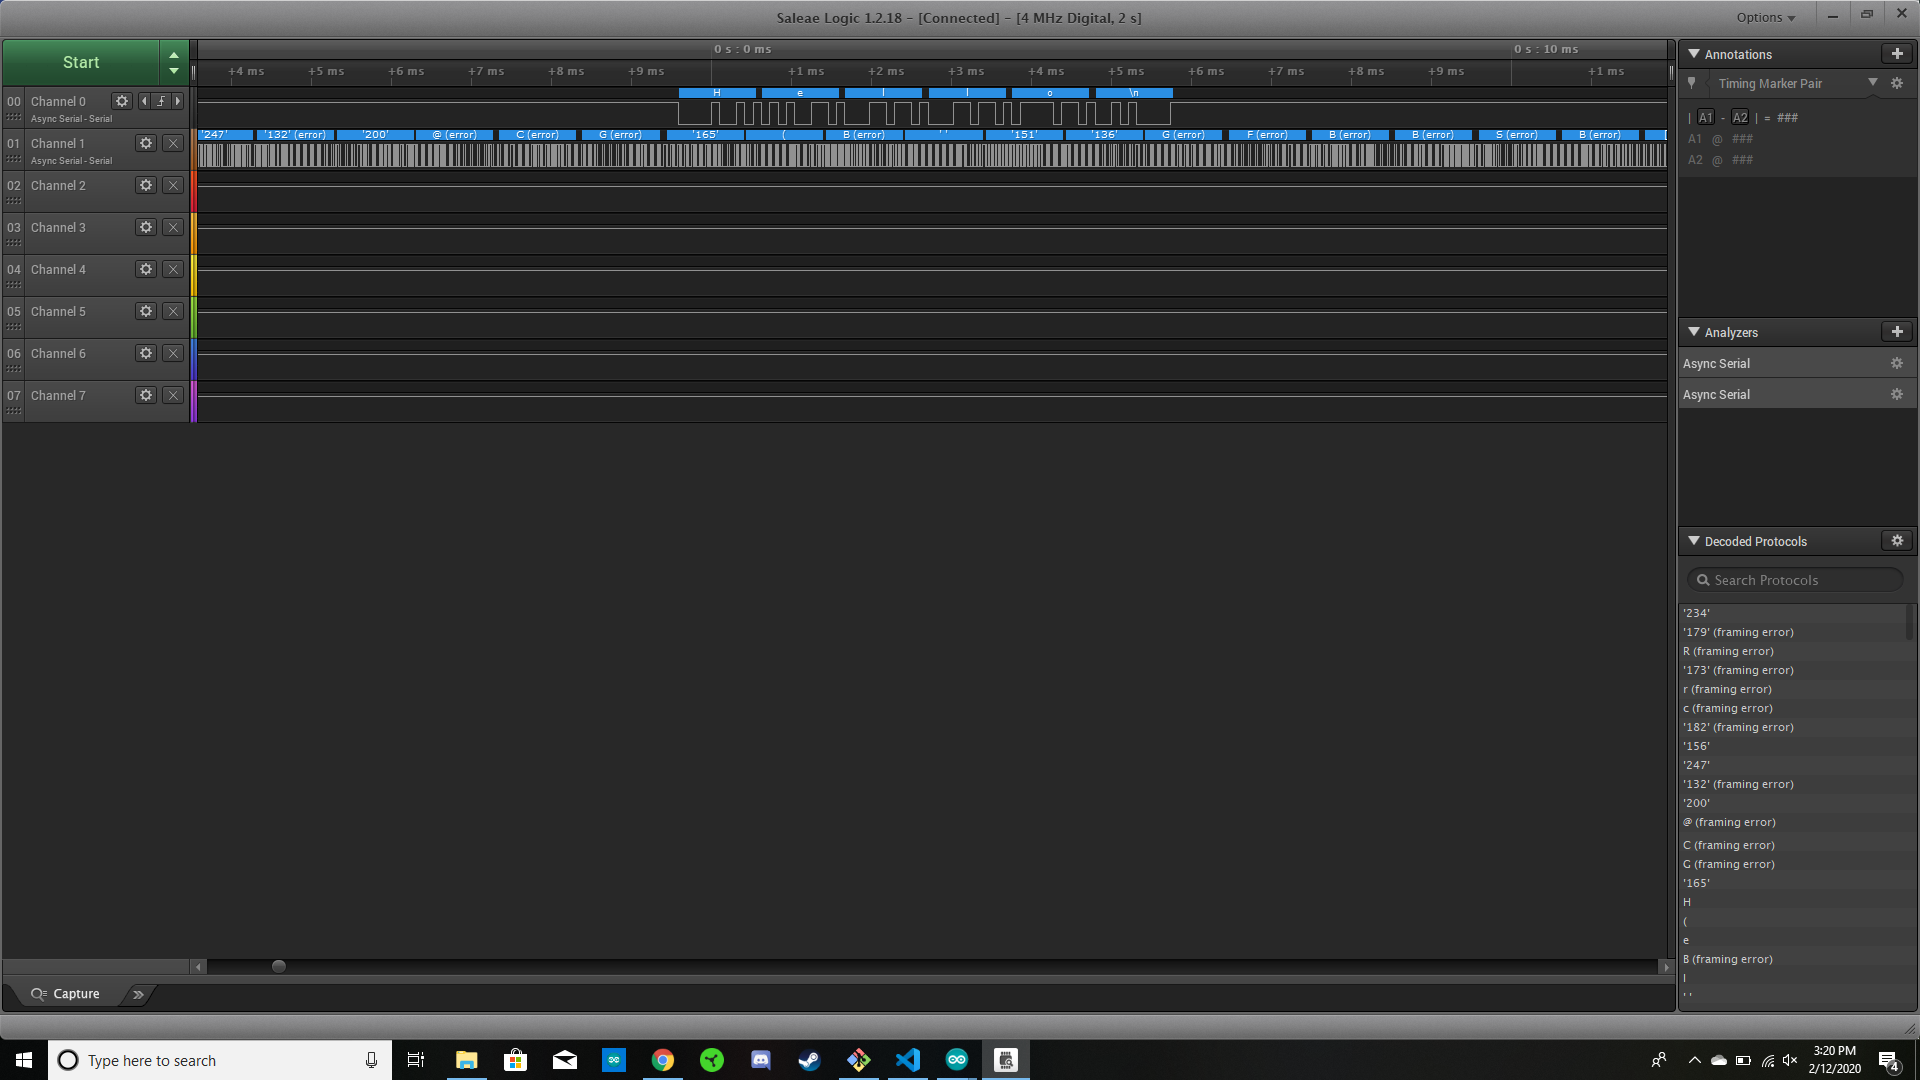 Saleae Logic 1.2.18 - [Connected] - [4 MHz Digital, 2 s]
Options
Start
0 s : 0 ms
0 s : 10 ms
+4 ms
+5 ms
+6 ms
+7 ms
+8 ms
+9 ms
+1 ms
+2 ms
+3 ms
+4 ms
+5 ms
+6 ms
+7 ms
+8 ms
+9 ms
+1 ms
00
Channel 0
Async Serial - Serial
H
e
l
l
o
\n
01
Channel 1
Async Serial - Serial
'247'
'132' (error)
'200'
@ (error)
C (error)
G (error)
'165'
(
B (error)
' '
'151'
'136'
G (error)
F (error)
B (error)
B (error)
S (error)
B (error)
02
Channel 2
03
Channel 3
04
Channel 4
05
Channel 5
06
Channel 6
07
Channel 7
Capture
Annotations
Timing Marker Pair
| A1 - A2 | = ###
A1 @ ###
A2 @ ###
Analyzers
Async Serial
Async Serial
Decoded Protocols
Search Protocols
'234'
'179' (framing error)
R (framing error)
'173' (framing error)
r (framing error)
c (framing error)
'182' (framing error)
'156'
'247'
'132' (framing error)
'200'
@ (framing error)
C (framing error)
G (framing error)
'165'
H
(
e
B (framing error)
l
' '
Type here to search
3:20 PM
2/12/2020
4